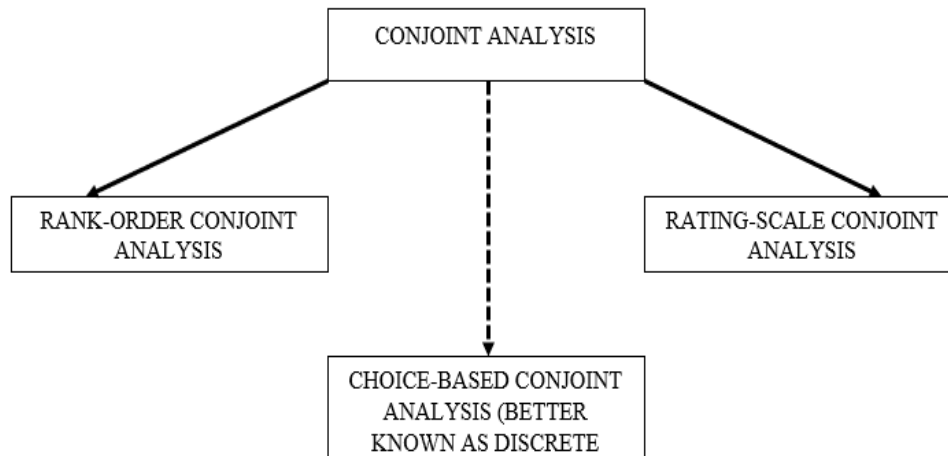 CONJOINT ANALYSIS
RANK-ORDER CONJOINT
ANALYSIS
RATING-SCALE CONJOINT
ANALYSIS
CHOICE-BASED CONJOINT
ANALYSIS (BETTER
KNOWN AS DISCRETE